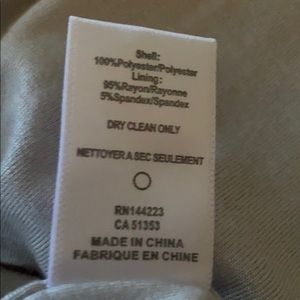 Shell:
100%Polyester/Polyester
Lining:
95%Rayon/Rayonne
5%Spandex/Spandex
DRY CLEAN ONLY
NETTOYER A SEC SEULEMENT
RN144223
CA 51353
MADE IN CHINA
FABRIQUE EN CHINE